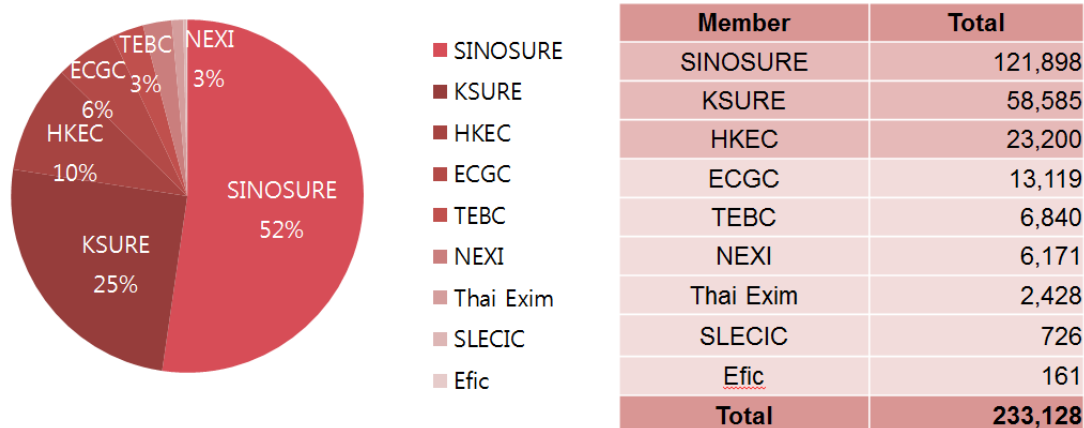 TEBC
3%
NEXI
3%
ECGC
6%
HKEC
10%
KSURE
25%
SINOSURE
52%
SINOSURE
KSURE
HKEC
ECGC
TEBC
NEXI
Thai Exim
SLECIC
Efic
Member Total
SINOSURE 121,898
KSURE 58,585
HKEC 23,200
ECGC 13,119
TEBC 6,840
NEXI 6,171
Thai Exim 2,428
SLECIC 726
Efic 161
Total 233,128